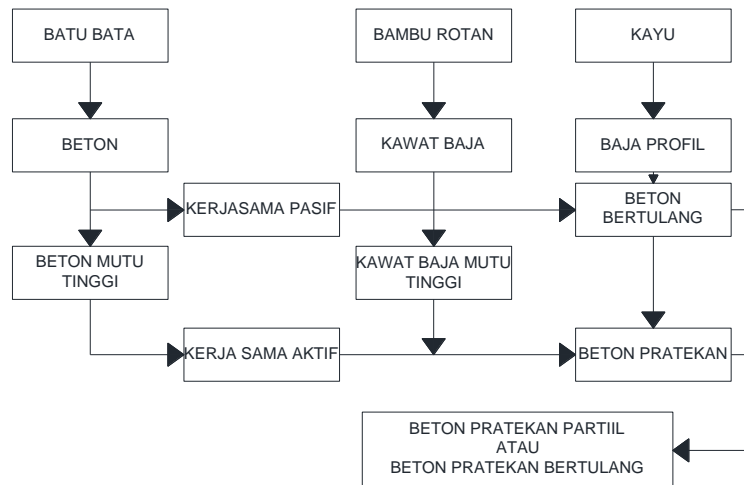 BATU BATA
BAMBU ROTAN
KAYU
BETON
KAWAT BAJA
BAJA PROFIL
KERJASAMA PASIF
BETON
BERTULANG
BETON MUTU
TINGGI
KAWAT BAJA MUTU
TINGGI
KERJA SAMA AKTIF
BETON PRATEKAN
BETON PRATEKAN PARTIIL
ATAU
BETON PRATEKAN BERTULANG